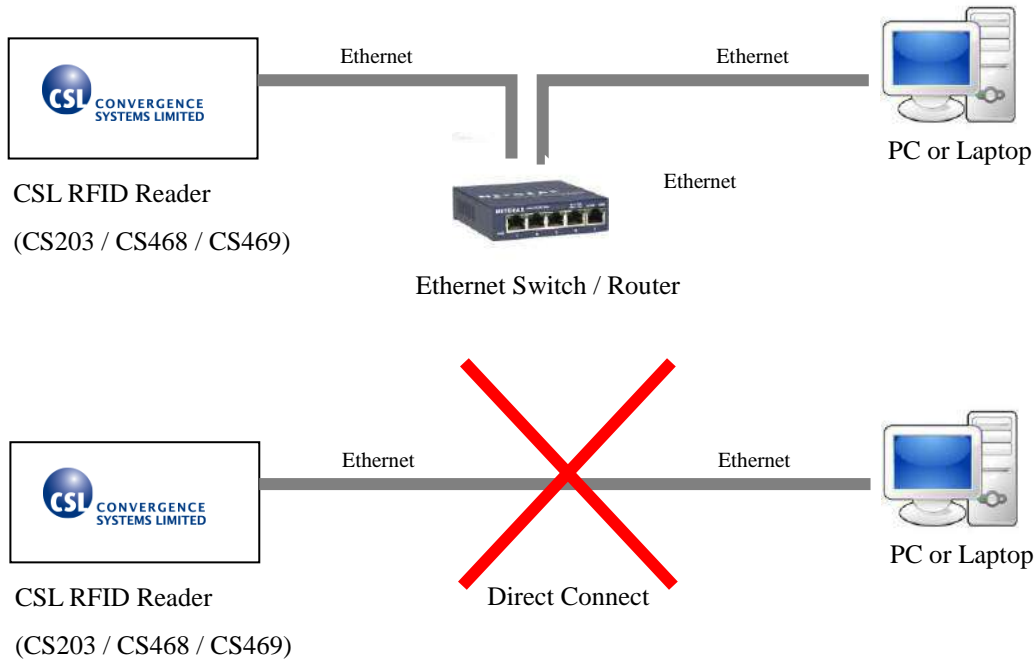 Ethernet
Ethernet
CSL CONVERGENCE
SYSTEMS LIMITED
PC or Laptop
Ethernet
CSL RFID Reader
NETGEAR
(CS203 / CS468 / CS469)
Ethernet Switch / Router
Ethernet
Ethernet
CSL CONVERGENCE
SYSTEMS LIMITED
PC or Laptop
CSL RFID Reader
Direct Connect
(CS203 / CS468 / CS469)